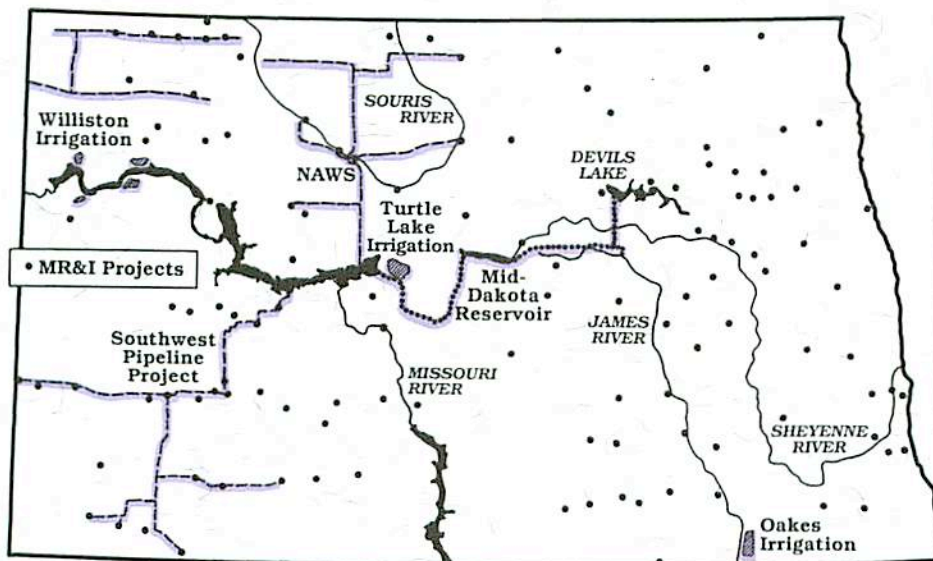 SOURIS
RIVER
Williston
Irrigation
NAWS
DEVILS
LAKE
Turtle
Lake
Irrigation
• MR&I Projects
Mid-
Dakota
Reservoir
Southwest
Pipeline
Project
JAMES
RIVER
MISSOURI
RIVER
SHEYENNE
RIVER
Oakes
Irrigation